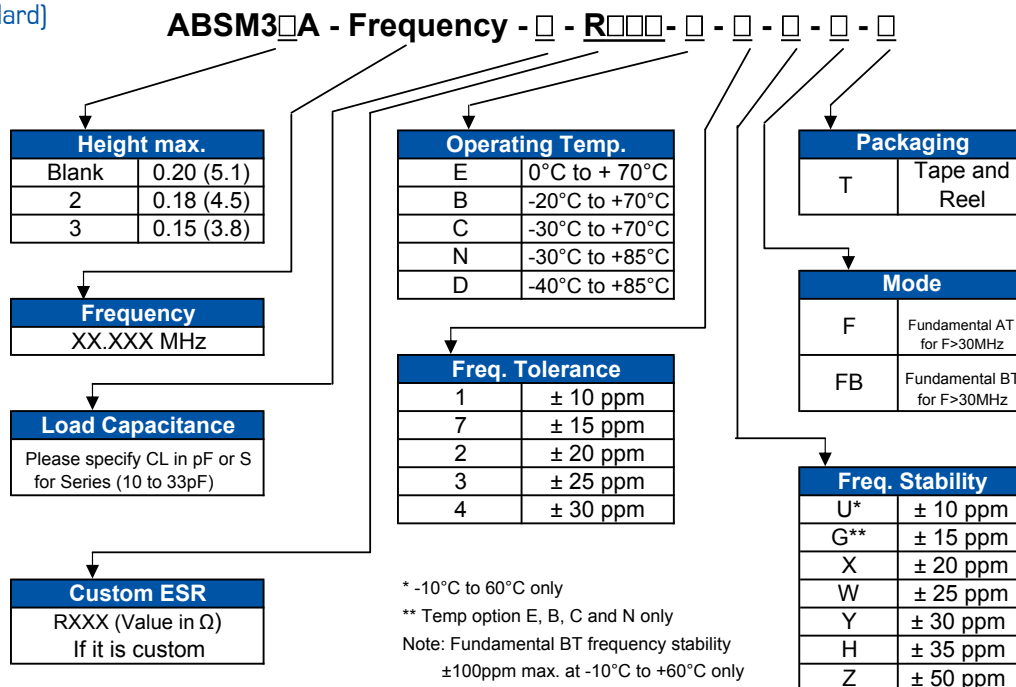 dard)
ABSM3□A - Frequency - □ - R□□□- □ - □ - □ - □ - □
Height max.
Blank 0.20 (5.1)
2 0.18 (4.5)
3 0.15 (3.8)
Frequency
XX.XXX MHz
Load Capacitance
Please specify CL in pF or S
for Series (10 to 33pF)
Custom ESR
RXXX (Value in Ω)
If it is custom
Operating Temp.
E 0°C to + 70°C
B -20°C to +70°C
C -30°C to +70°C
N -30°C to +85°C
D -40°C to +85°C
Freq. Tolerance
1 ± 10 ppm
7 ± 15 ppm
2 ± 20 ppm
3 ± 25 ppm
4 ± 30 ppm
* -10°C to 60°C only
** Temp option E, B, C and N only
Note: Fundamental BT frequency stability
±100ppm max. at -10°C to +60°C only
Packaging
T Tape and
Reel
Mode
F Fundamental AT
for F>30MHz
FB Fundamental BT
for F>30MHz
Freq. Stability
U* ± 10 ppm
G** ± 15 ppm
X ± 20 ppm
W ± 25 ppm
Y ± 30 ppm
H ± 35 ppm
Z ± 50 ppm